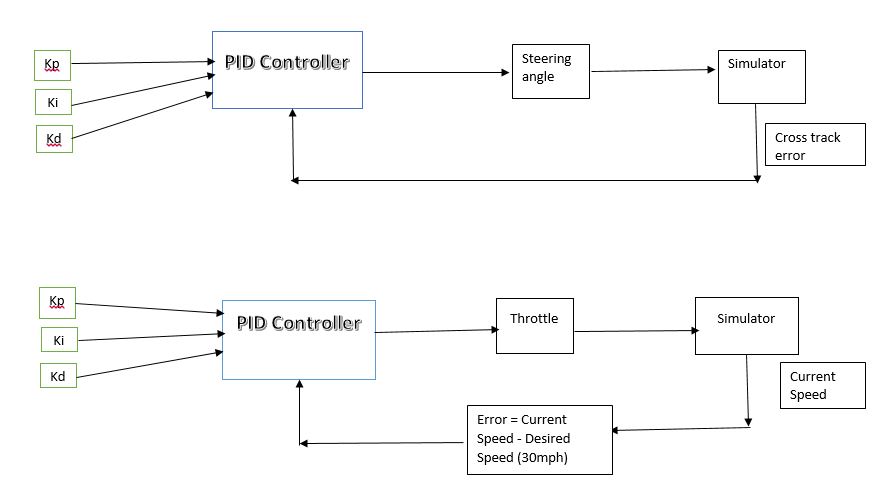 Kp
Ki
Kd
PID Controller
Steering
angle
Simulator
Cross track
error
Kp
Ki
Kd
PID Controller
Throttle
Simulator
Current
Speed
Error = Current
Speed - Desired
Speed (30mph)